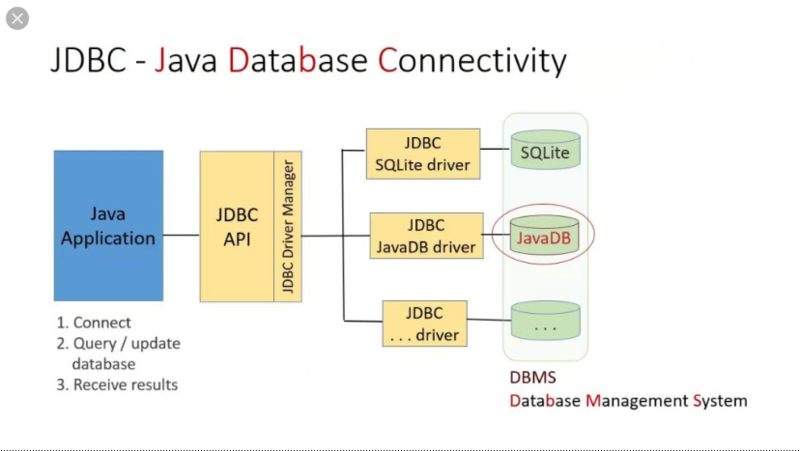 JDBC - Java Database Connectivity
Java
Application
JDBC
API
JDBC Driver Manager
JDBC
SQLite driver
JDBC
JavaDB driver
JDBC
... driver
SQLite
JavaDB
...
1. Connect
2. Query / update
database
3. Receive results
DBMS
Database Management System